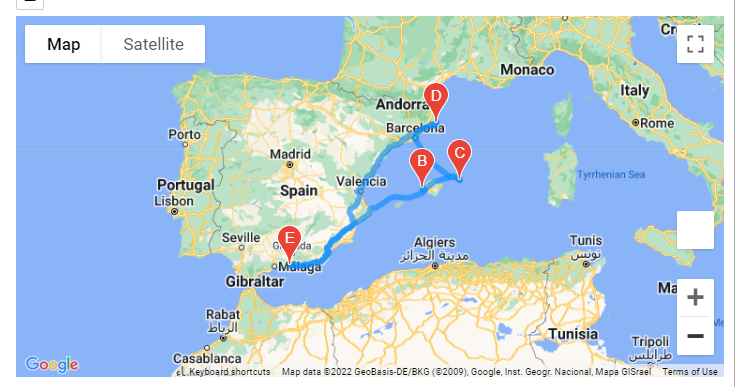 Map
Satellite
Cr
Monaco
D
Andorra
Italy
Barcelona
Rome
Porto
Madrid
B
C
Tyrrhenian Sea
Portugal
Valencia
Lisbon
Spain
E
Seville
Algiers
مدينة الجزائر
Tunis
تونس
Málaga
Gibraltar
Ma
Rabat
الرباط
Tunisia
Tripoli
طرابلس
Casablanca
Google
Keyboard shortcuts
Map data ©2022 GeoBasis-DE/BKG (©2009), Google, Inst. Geogr. Nacional, Mapa GISrael
Terms of Use